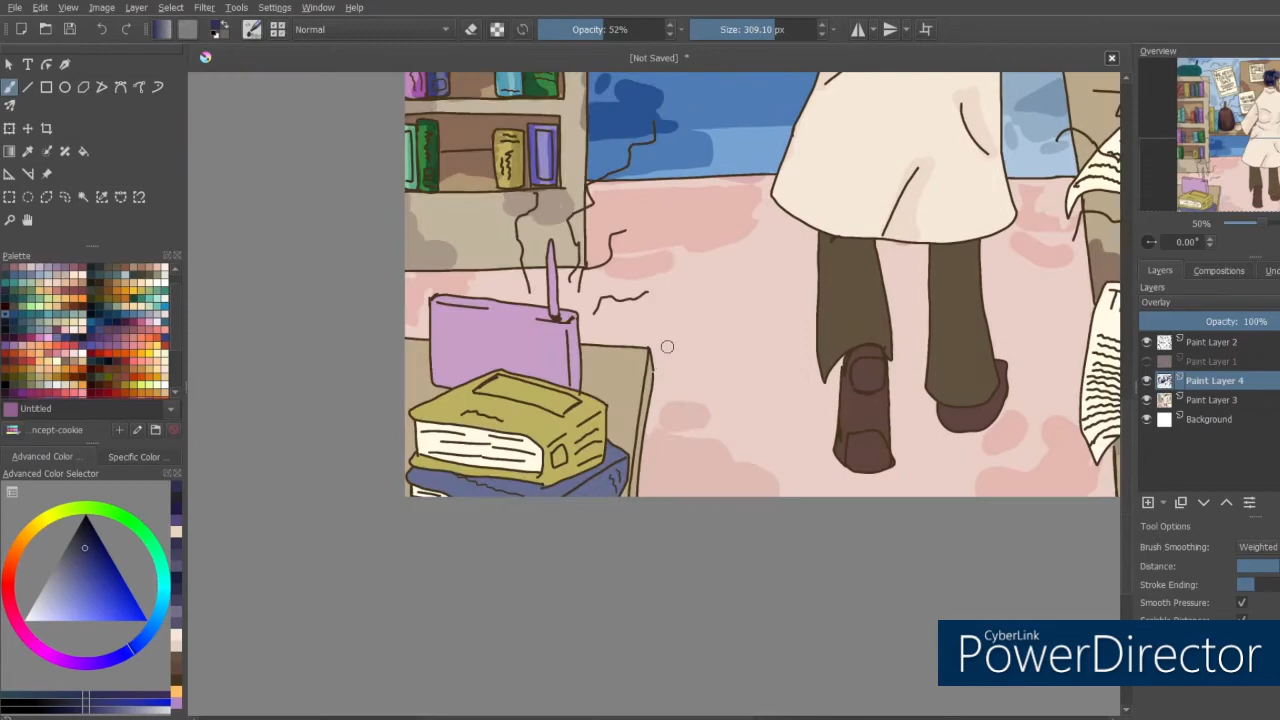 File Edit View Image Layer Select Filter Tools Settings Window Help
Normal Opacity: 52% Size: 309.10 px
[Not Saved] *
Overview
50%
0.00°
Layers Compositions Un
Layers
Overlay
Opacity: 100%
Paint Layer 2
Paint Layer 1
Paint Layer 4
Paint Layer 3
Background
Tool Options
Brush Smoothing: Weighted
Distance:
Stroke Ending:
Smooth Pressure:
Palette
Untitled
...ncept-cookie
Advanced Color ... Specific Color ...
Advanced Color Selector
CyberLink
PowerDirector